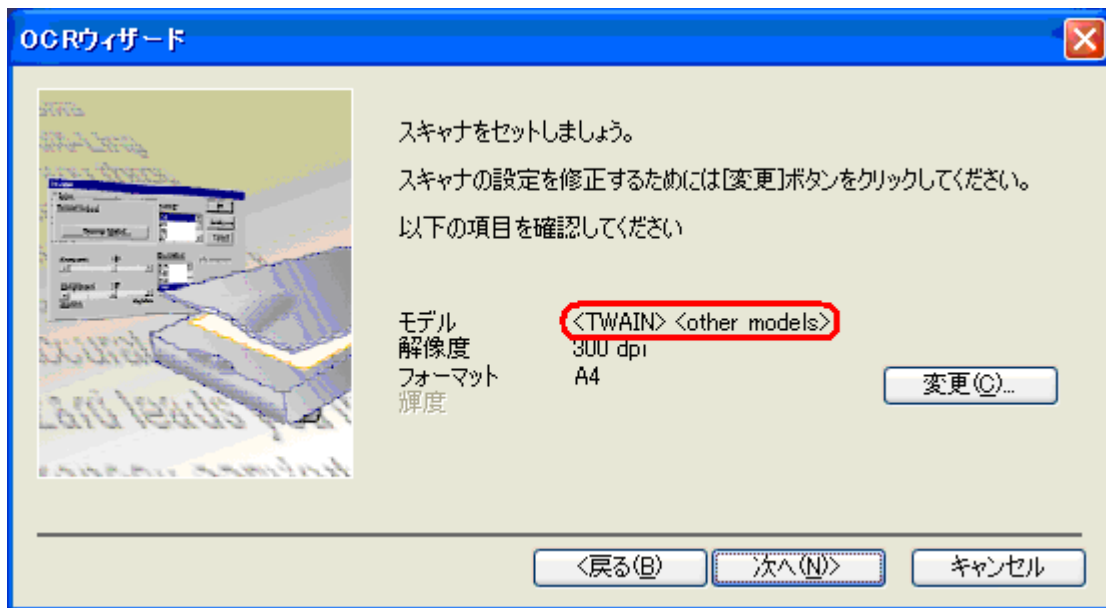 OCRウィザード
スキャナをセットしましょう。
スキャナの設定を修正するためには[変更]ボタンをクリックしてください。
以下の項目を確認してください
モデル <TWAIN> <other models>
解像度 300 dpi
フォーマット A4
輝度
変更(C)...
<戻る(B) 次へ(N)> キャンセル